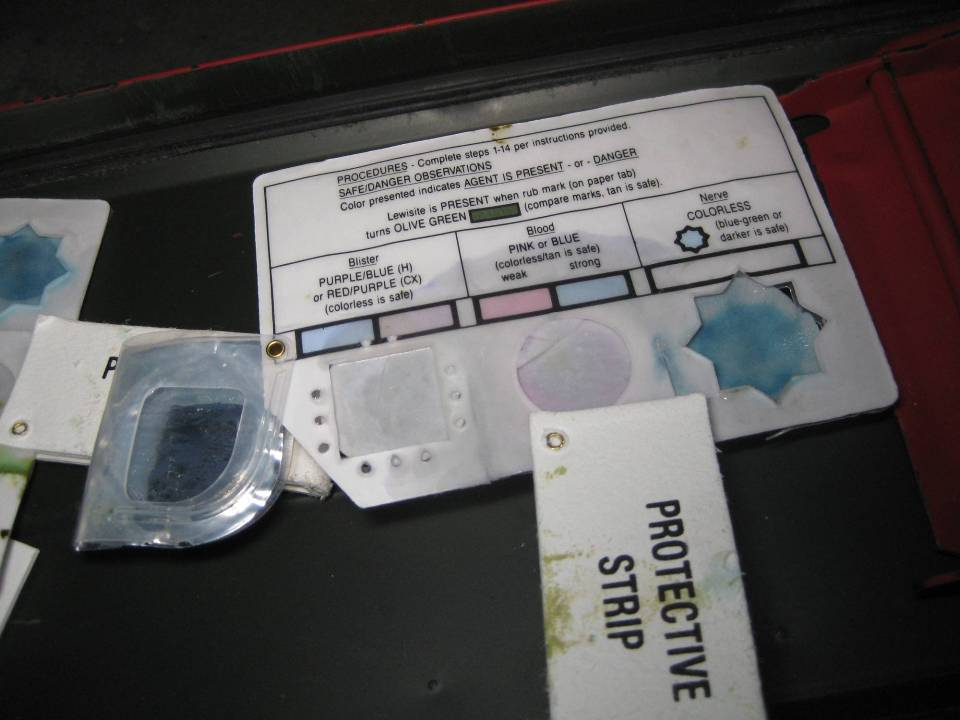 PROCEDURES - Complete steps 1-14 per instructions provided.
SAFE/DANGER OBSERVATIONS
Color presented indicates AGENT IS PRESENT - or - DANGER
Lewisite is PRESENT when rub mark (on paper tab)
turns OLIVE GREEN (compare marks, tan is safe).
Blister
PURPLE/BLUE (H)
or RED/PURPLE (CX)
(colorless is safe)
Blood
PINK or BLUE
(colorless/tan is safe)
weak strong
Nerve
COLORLESS
(blue-green or
darker is safe)
P
PROTECTIVE
STRIP